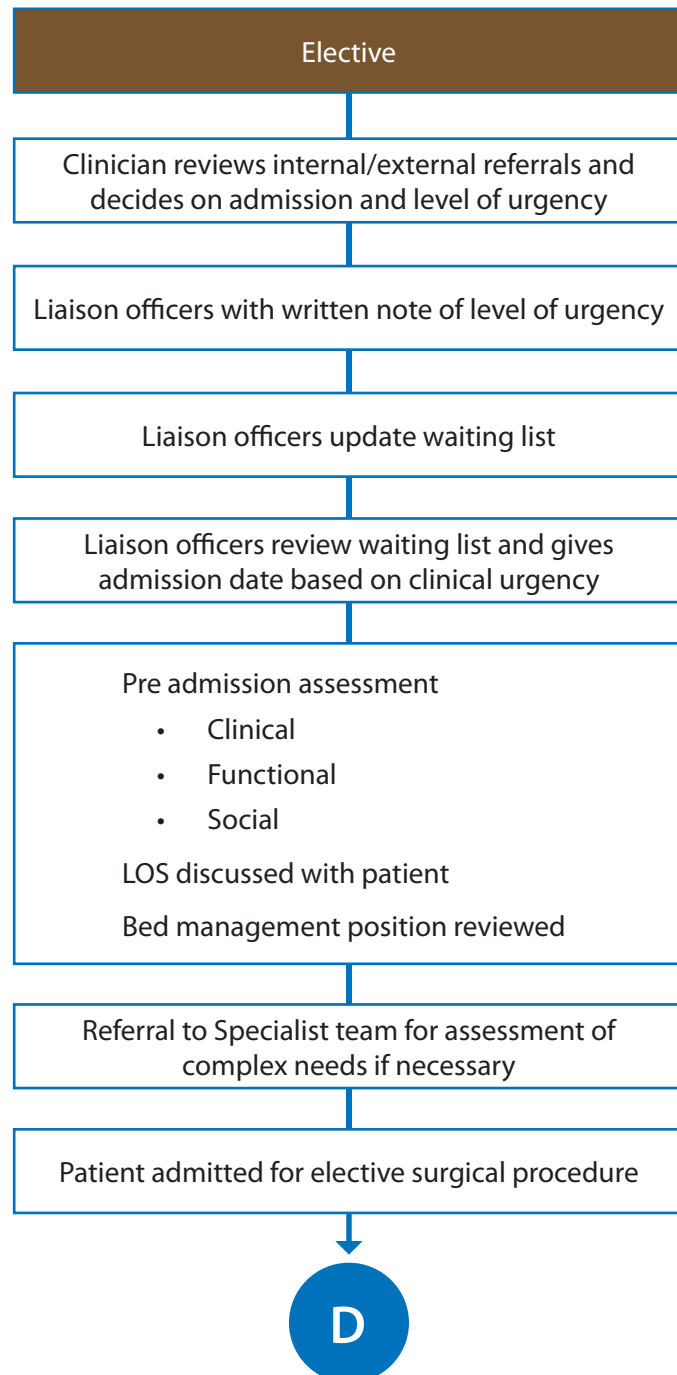 Elective
Clinician reviews internal/external referrals and
decides on admission and level of urgency
Liaison officers with written note of level of urgency
Liaison officers update waiting list
Liaison officers review waiting list and gives
admission date based on clinical urgency
Pre admission assessment
• Clinical
• Functional
• Social
LOS discussed with patient
Bed management position reviewed
Referral to Specialist team for assessment of
complex needs if necessary
Patient admitted for elective surgical procedure
D